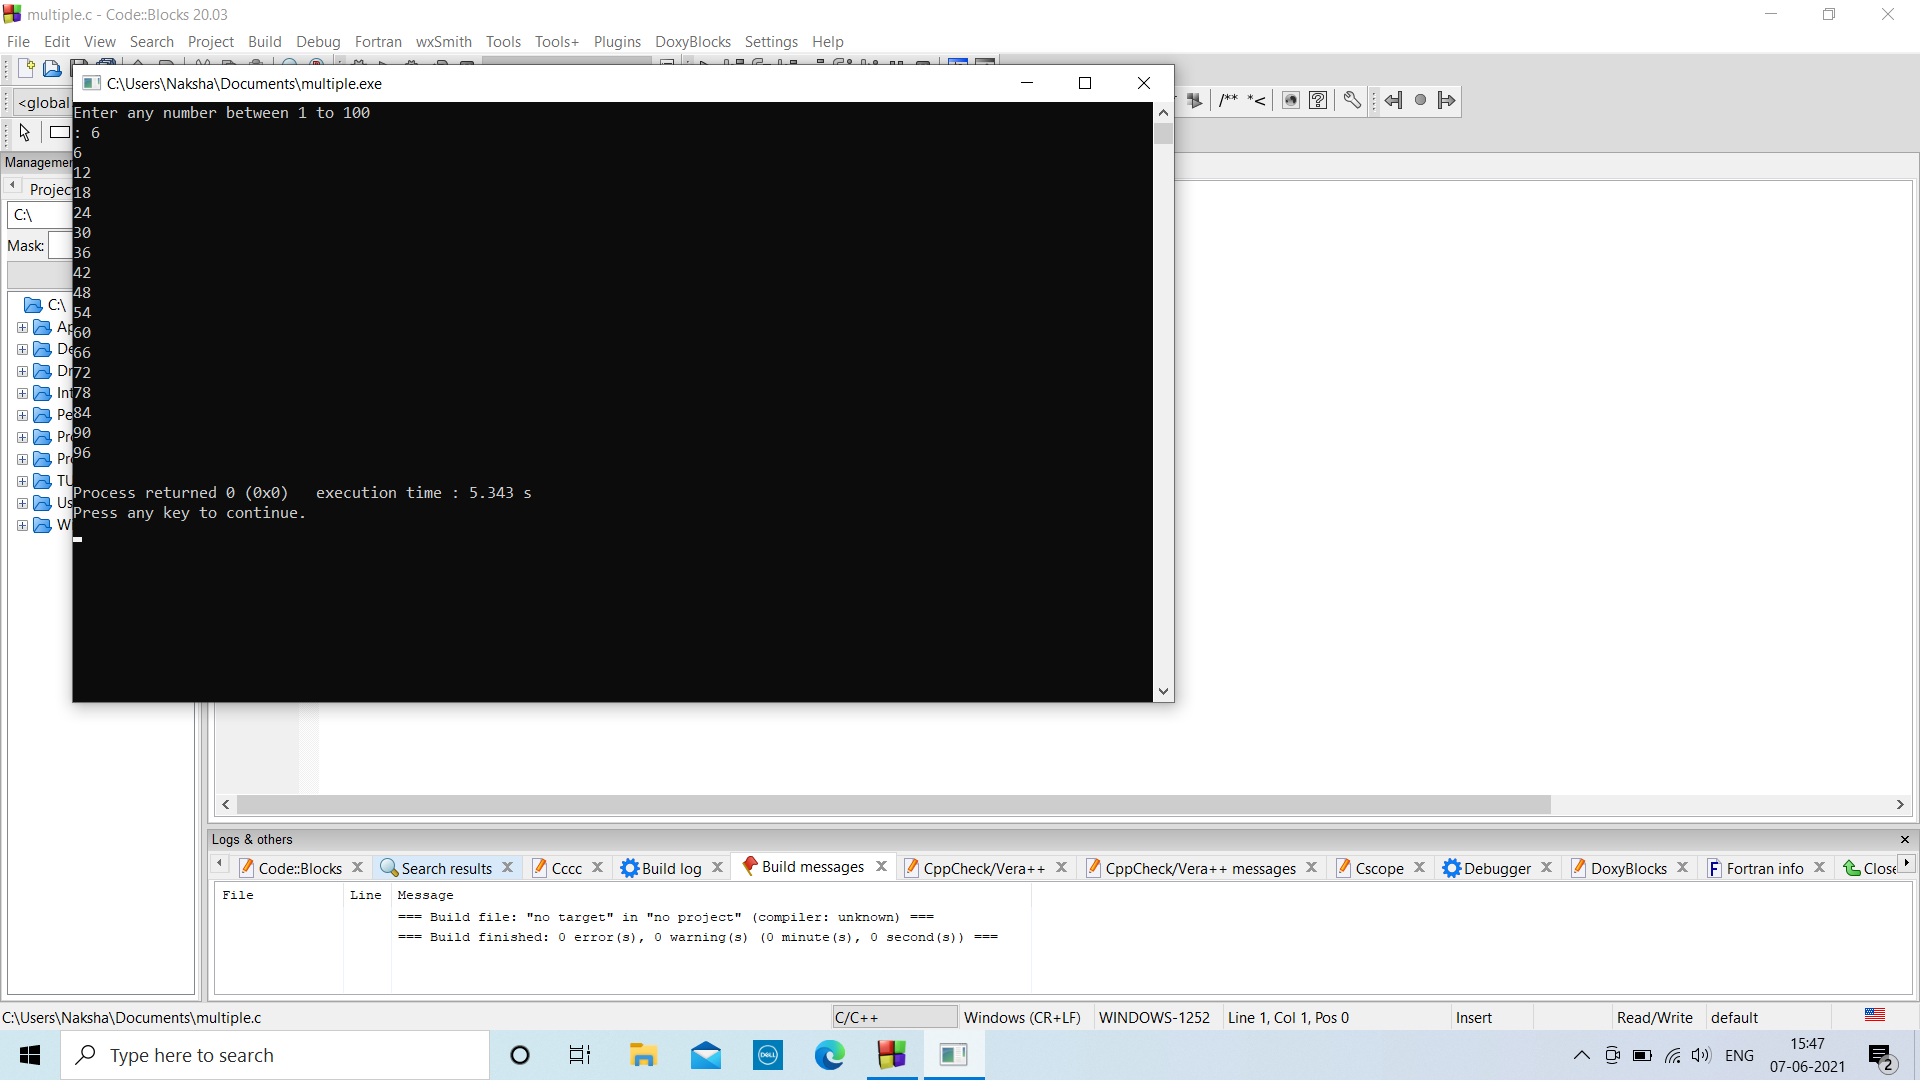 multiple.c - Code::Blocks 20.03
File Edit View Search Project Build Debug Fortran wxSmith Tools Tools+ Plugins DoxyBlocks Settings Help
C:\Users\Naksha\Documents\multiple.exe
<global
/** *<
Enter any number between 1 to 100
: 6
6
12
18
24
30
36
42
48
54
60
66
72
78
84
90
96
Process returned 0 (0x0)   execution time : 5.343 s
Press any key to continue.
Managemen
Projec
C:\
Mask:
C:\
Ap
De
Dr
Int
Pe
Pr
Pr
TU
Us
W
Logs & others
Code::Blocks Search results Cccc Build log Build messages CppCheck/Vera++ CppCheck/Vera++ messages Cscope Debugger DoxyBlocks Fortran info Close
File Line Message
=== Build file: "no target" in "no project" (compiler: unknown) ===
=== Build finished: 0 error(s), 0 warning(s) (0 minute(s), 0 second(s)) ===
C:\Users\Naksha\Documents\multiple.c C/C++ Windows (CR+LF) WINDOWS-1252 Line 1, Col 1, Pos 0 Insert Read/Write default
Type here to search
DELL
ENG
15:47
07-06-2021
2